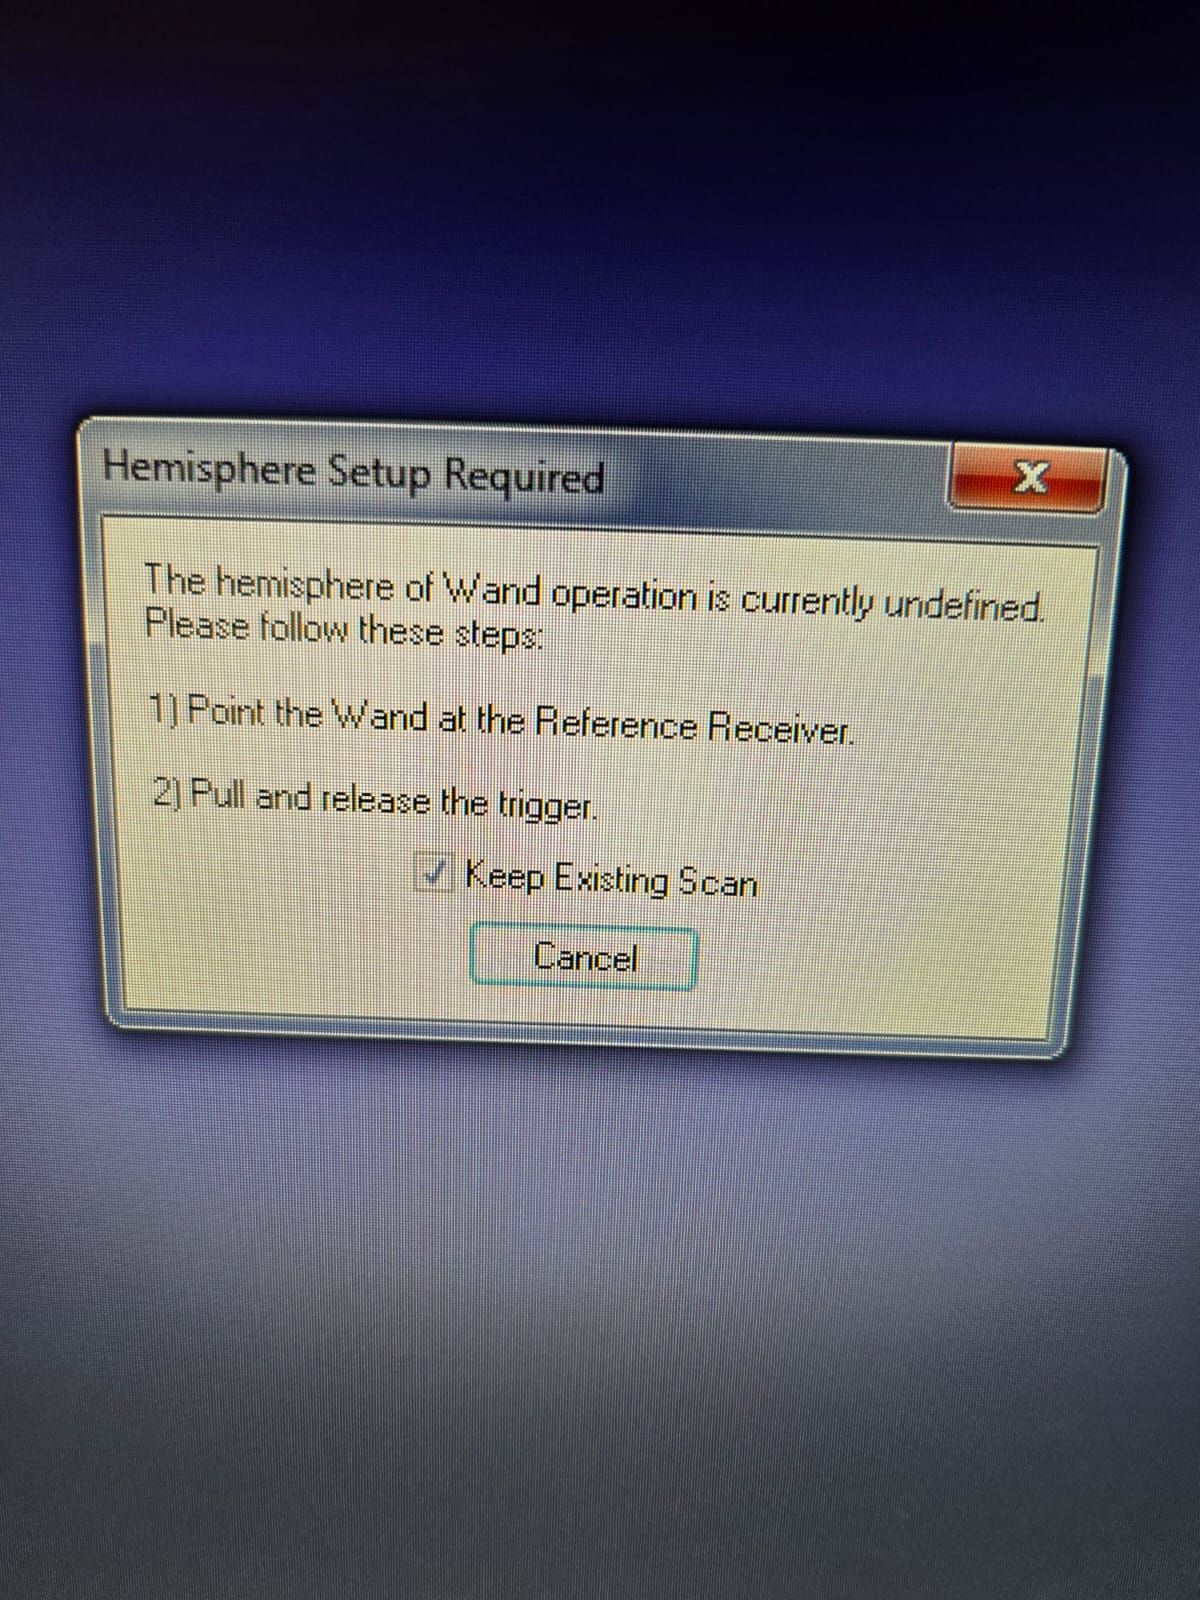 Hemisphere Setup Required
The hemisphere of Wand operation is currently undefined.
Please follow these steps:
1) Point the Wand at the Reference Receiver.
2) Pull and release the trigger.
Keep Existing Scan
Cancel